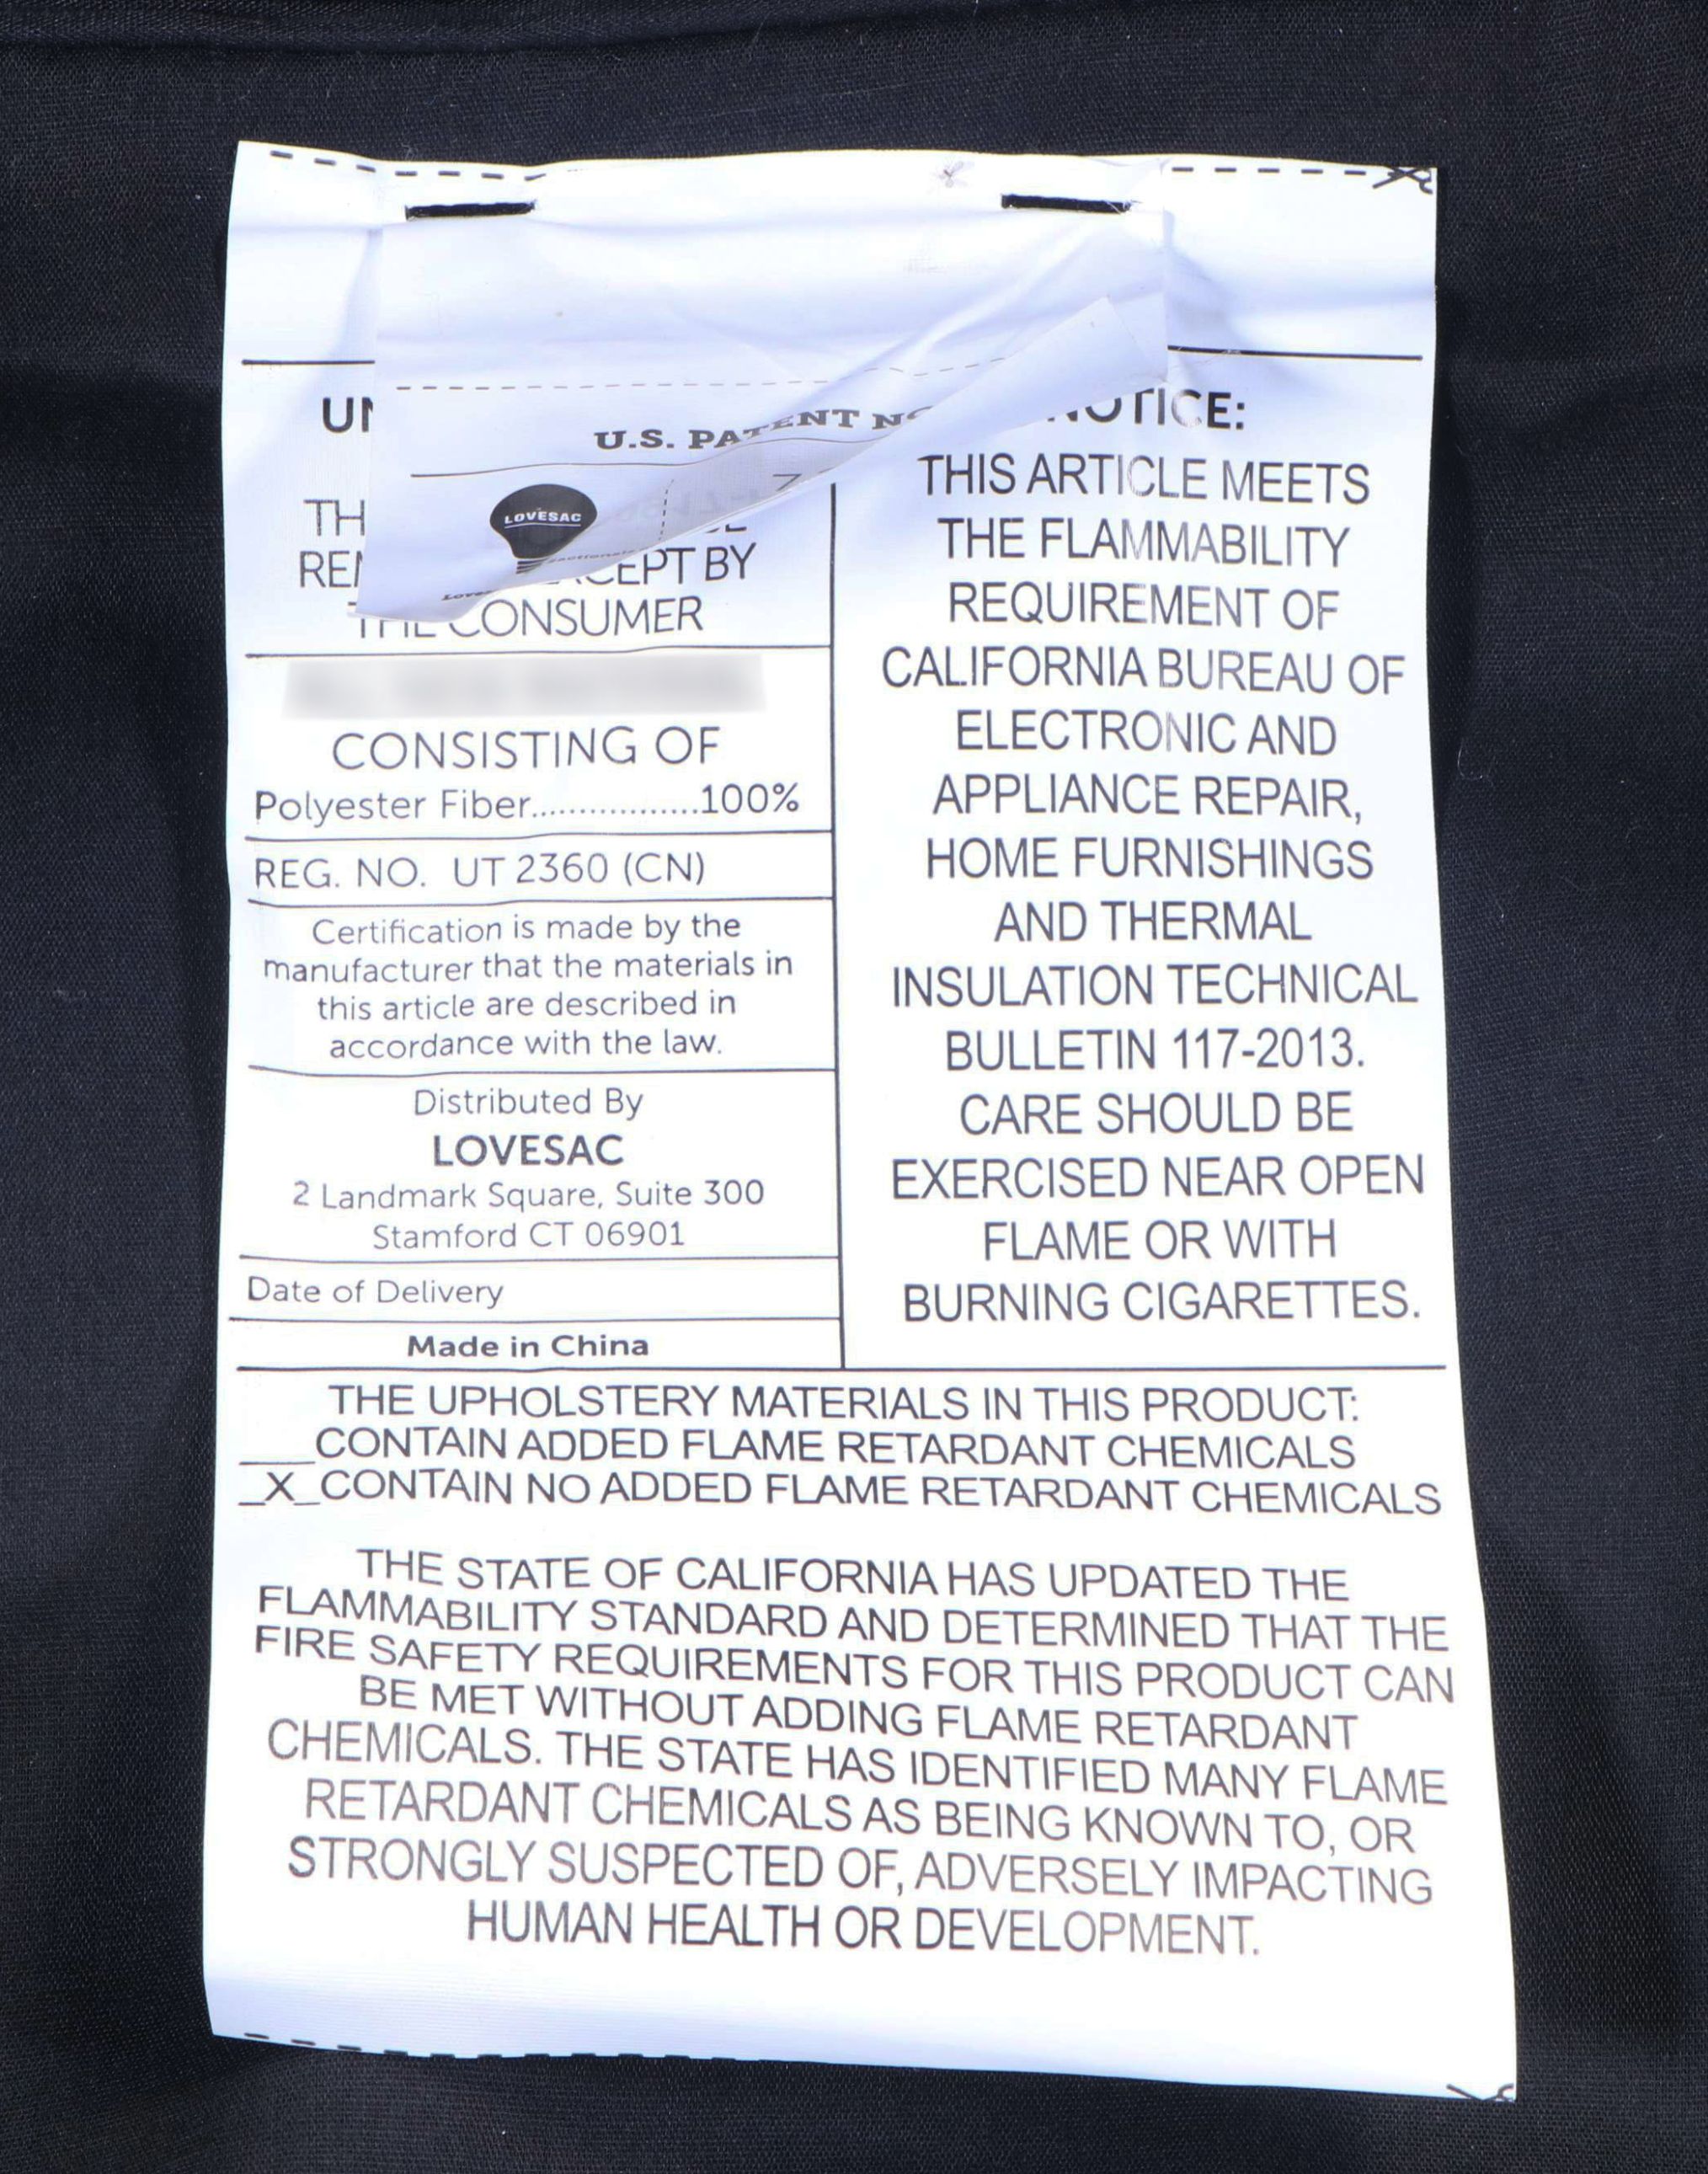 U.S. PATENT
LOVESAC
CEPT BY
CONSUMER
CONSISTING OF
Polyester Fiber.................100%
REG. NO. UT 2360 (CN)
Certification is made by the
manufacturer that the materials in
this article are described in
accordance with the law.
Distributed By
LOVESAC
2 Landmark Square, Suite 300
Stamford CT 06901
Date of Delivery
Made in China
NOTICE:
THIS ARTICLE MEETS
THE FLAMMABILITY
REQUIREMENT OF
CALIFORNIA BUREAU OF
ELECTRONIC AND
APPLIANCE REPAIR,
HOME FURNISHINGS
AND THERMAL
INSULATION TECHNICAL
BULLETIN 117-2013.
CARE SHOULD BE
EXERCISED NEAR OPEN
FLAME OR WITH
BURNING CIGARETTES.
THE UPHOLSTERY MATERIALS IN THIS PRODUCT:
____CONTAIN ADDED FLAME RETARDANT CHEMICALS
_X_CONTAIN NO ADDED FLAME RETARDANT CHEMICALS
THE STATE OF CALIFORNIA HAS UPDATED THE
FLAMMABILITY STANDARD AND DETERMINED THAT THE
FIRE SAFETY REQUIREMENTS FOR THIS PRODUCT CAN
BE MET WITHOUT ADDING FLAME RETARDANT
CHEMICALS. THE STATE HAS IDENTIFIED MANY FLAME
RETARDANT CHEMICALS AS BEING KNOWN TO, OR
STRONGLY SUSPECTED OF, ADVERSELY IMPACTING
HUMAN HEALTH OR DEVELOPMENT.